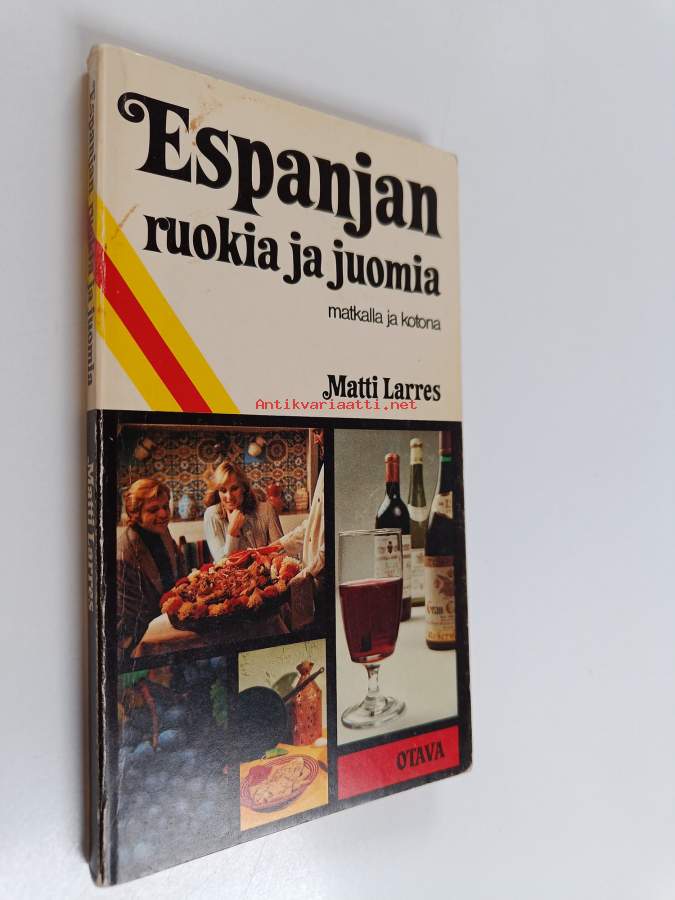 Espanjan
ruokia ja juomia
matkalla ja kotona
Matti Larres
Antikvariaatti.net
OTAVA
Espanjan ruokia ja juomia
Matti Larres